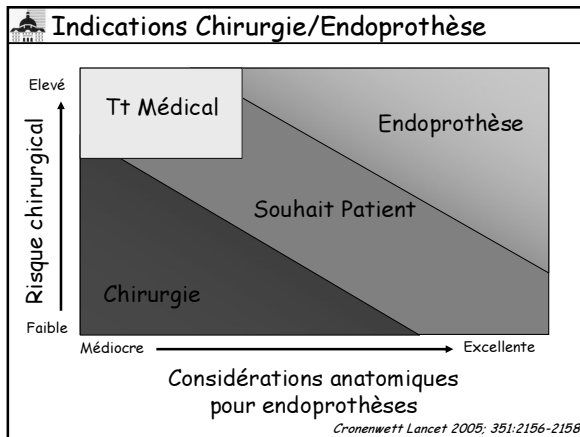 Indications Chirurgie/Endoprothèse
Elevé
Tt Médical
Endoprothèse
Risque chirurgical
Souhait Patient
Chirurgie
Faible
Médiocre
Excellente
Considérations anatomiques
pour endoprothèses
Cronenwett Lancet 2005; 351:2156-2158